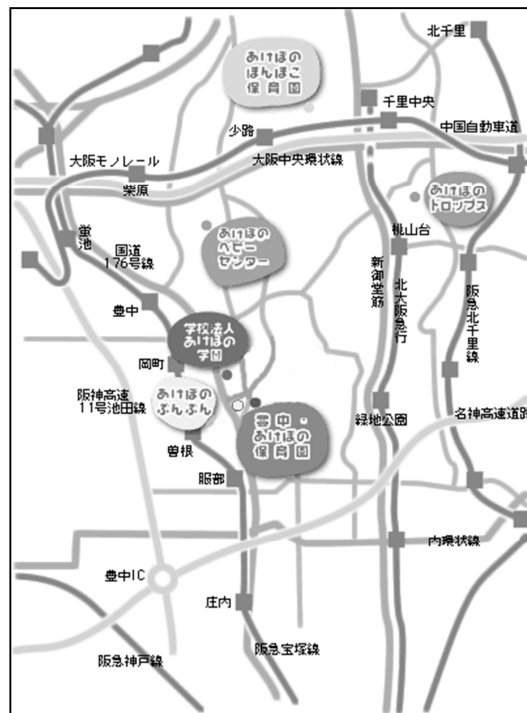 北千里
あけぼの
ぽんぽこ
保育園
千里中央
少路
中国自動車道
大阪モノレール
大阪中央環状線
柴原
あけぼの
ドロップス
蛍池
国道
176号線
あけぼの
ベビー
センター
桃山台
新御堂筋
北大阪急行
阪急北千里線
豊中
学校法人
あけぼの
学園
岡町
阪神高速
11号池田線
あけぼの
ぶんぶん
緑地公園
名神高速道路
豊中
あけぼの
保育園
曽根
服部
内環状線
豊中IC
庄内
阪急神戸線
阪急宝塚線